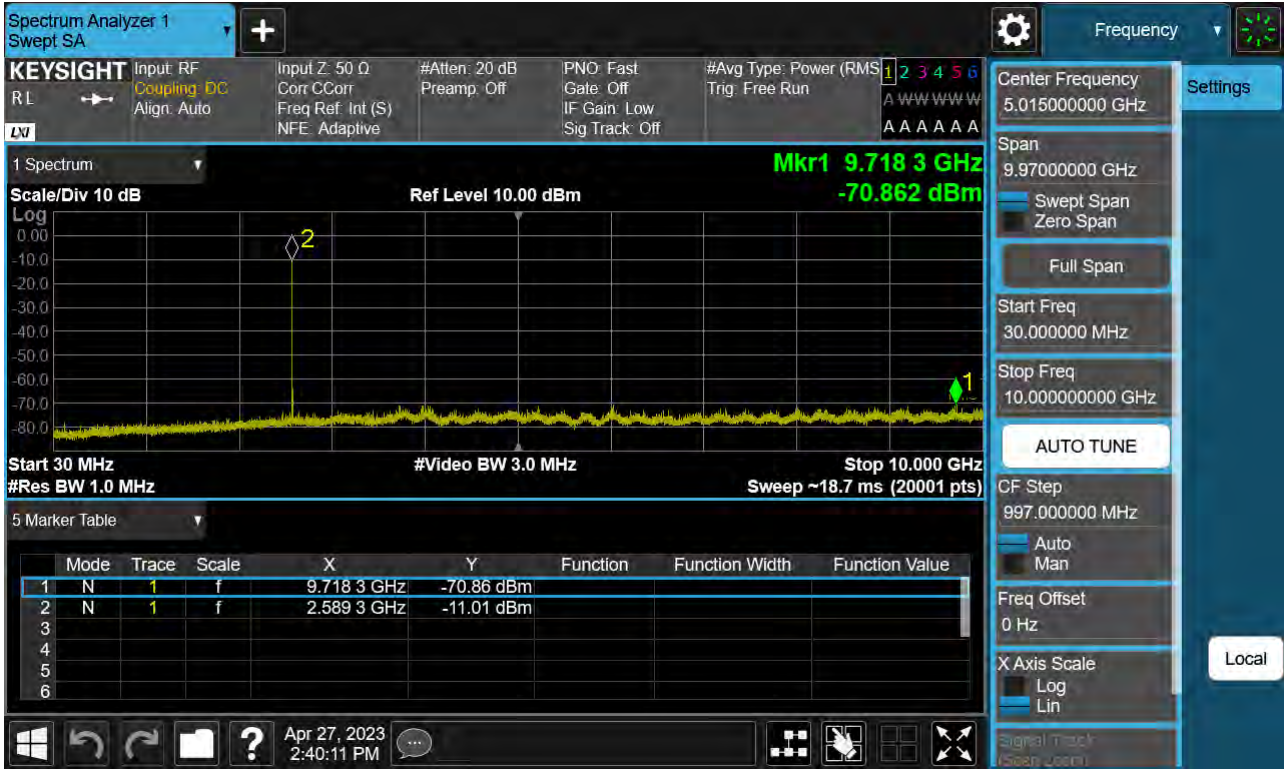 Spectrum Analyzer 1
Swept SA
+
Frequency
KEYSIGHT
RL
LXI
Input: RF
Coupling: DC
Align: Auto
Input Z: 50 Ω
Corr CCorr
Freq Ref: Int (S)
NFE: Adaptive
#Atten: 20 dB
Preamp: Off
PNO: Fast
Gate: Off
IF Gain: Low
Sig Track: Off
#Avg Type: Power (RMS
Trig: Free Run
1 2 3 4 5 6
A W W W W W
A A A A A A
1 Spectrum
Scale/Div 10 dB
Ref Level 10.00 dBm
Mkr1 9.718 3 GHz
-70.862 dBm
Log
0.00
-10.0
-20.0
-30.0
-40.0
-50.0
-60.0
-70.0
-80.0
2
1
Start 30 MHz
#Video BW 3.0 MHz
Stop 10.000 GHz
#Res BW 1.0 MHz
Sweep ~18.7 ms (20001 pts)
5 Marker Table
Mode Trace Scale X Y Function Function Width Function Value
1 N 1 f 9.718 3 GHz -70.86 dBm
2 N 1 f 2.589 3 GHz -11.01 dBm
3
4
5
6
Center Frequency
5.015000000 GHz
Settings
Span
9.97000000 GHz
Swept Span
Zero Span
Full Span
Start Freq
30.000000 MHz
Stop Freq
10.000000000 GHz
AUTO TUNE
CF Step
997.000000 MHz
Auto
Man
Freq Offset
0 Hz
X Axis Scale
Log
Lin
Local
Signal Track
(Span Zoom)
?
Apr 27, 2023
2:40:11 PM